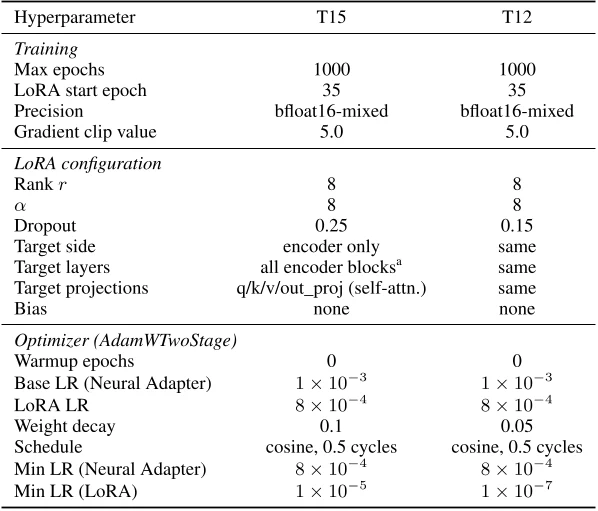 Hyperparameter T15 T12
Training
Max epochs 1000 1000
LoRA start epoch 35 35
Precision bfloat16-mixed bfloat16-mixed
Gradient clip value 5.0 5.0
LoRA configuration
Rank r 8 8
α 8 8
Dropout 0.25 0.15
Target side encoder only same
Target layers all encoder blocksᵃ same
Target projections q/k/v/out_proj (self-attn.) same
Bias none none
Optimizer (AdamWTwoStage)
Warmup epochs 0 0
Base LR (Neural Adapter) 1 × 10⁻³ 1 × 10⁻³
LoRA LR 8 × 10⁻⁴ 8 × 10⁻⁴
Weight decay 0.1 0.05
Schedule cosine, 0.5 cycles cosine, 0.5 cycles
Min LR (Neural Adapter) 8 × 10⁻⁴ 8 × 10⁻⁴
Min LR (LoRA) 1 × 10⁻⁵ 1 × 10⁻⁷